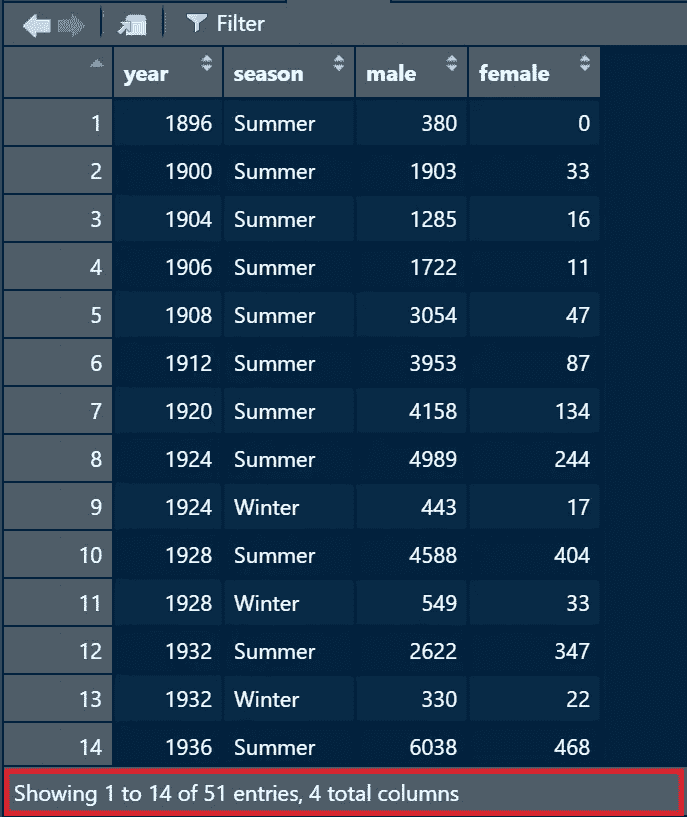 Filter
year season male female
1 1896 Summer 380 0
2 1900 Summer 1903 33
3 1904 Summer 1285 16
4 1906 Summer 1722 11
5 1908 Summer 3054 47
6 1912 Summer 3953 87
7 1920 Summer 4158 134
8 1924 Summer 4989 244
9 1924 Winter 443 17
10 1928 Summer 4588 404
11 1928 Winter 549 33
12 1932 Summer 2622 347
13 1932 Winter 330 22
14 1936 Summer 6038 468
Showing 1 to 14 of 51 entries, 4 total columns